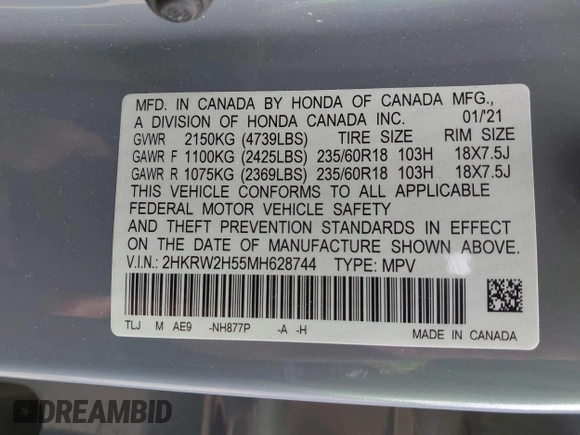 MFD. IN CANADA BY HONDA OF CANADA MFG.,
A DIVISION OF HONDA CANADA INC. 01/'21
GVWR 2150KG (4739LBS) TIRE SIZE RIM SIZE
GAWR F 1100KG (2425LBS) 235/60R18 103H 18X7.5J
GAWR R 1075KG (2369LBS) 235/60R18 103H 18X7.5J
THIS VEHICLE CONFORMS TO ALL APPLICABLE
FEDERAL MOTOR VEHICLE SAFETY
AND THEFT PREVENTION STANDARDS IN EFFECT
ON THE DATE OF MANUFACTURE SHOWN ABOVE.
V.I.N.: 2HKRW2H55MH628744 TYPE: MPV
TLJ M AE9 -NH877P -A -H
MADE IN CANADA
DREAMBID